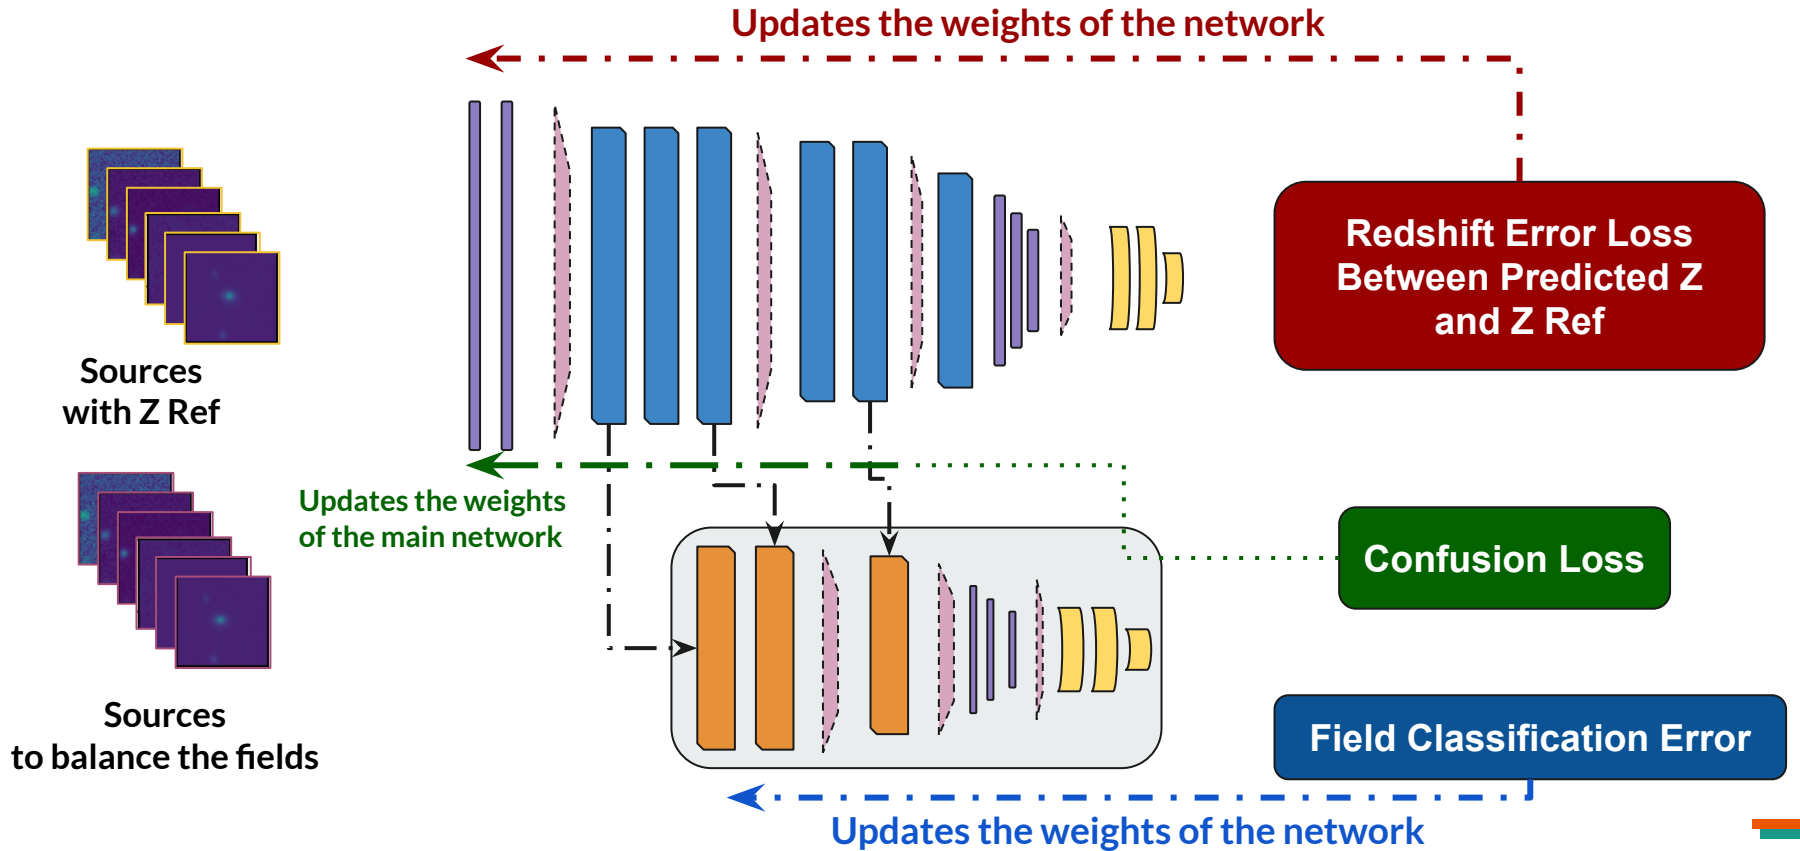 Updates the weights of the network
Redshift Error Loss
Between Predicted Z
and Z Ref
Sources
with Z Ref
Updates the weights
of the main network
Confusion Loss
Sources
to balance the fields
Field Classification Error
Updates the weights of the network